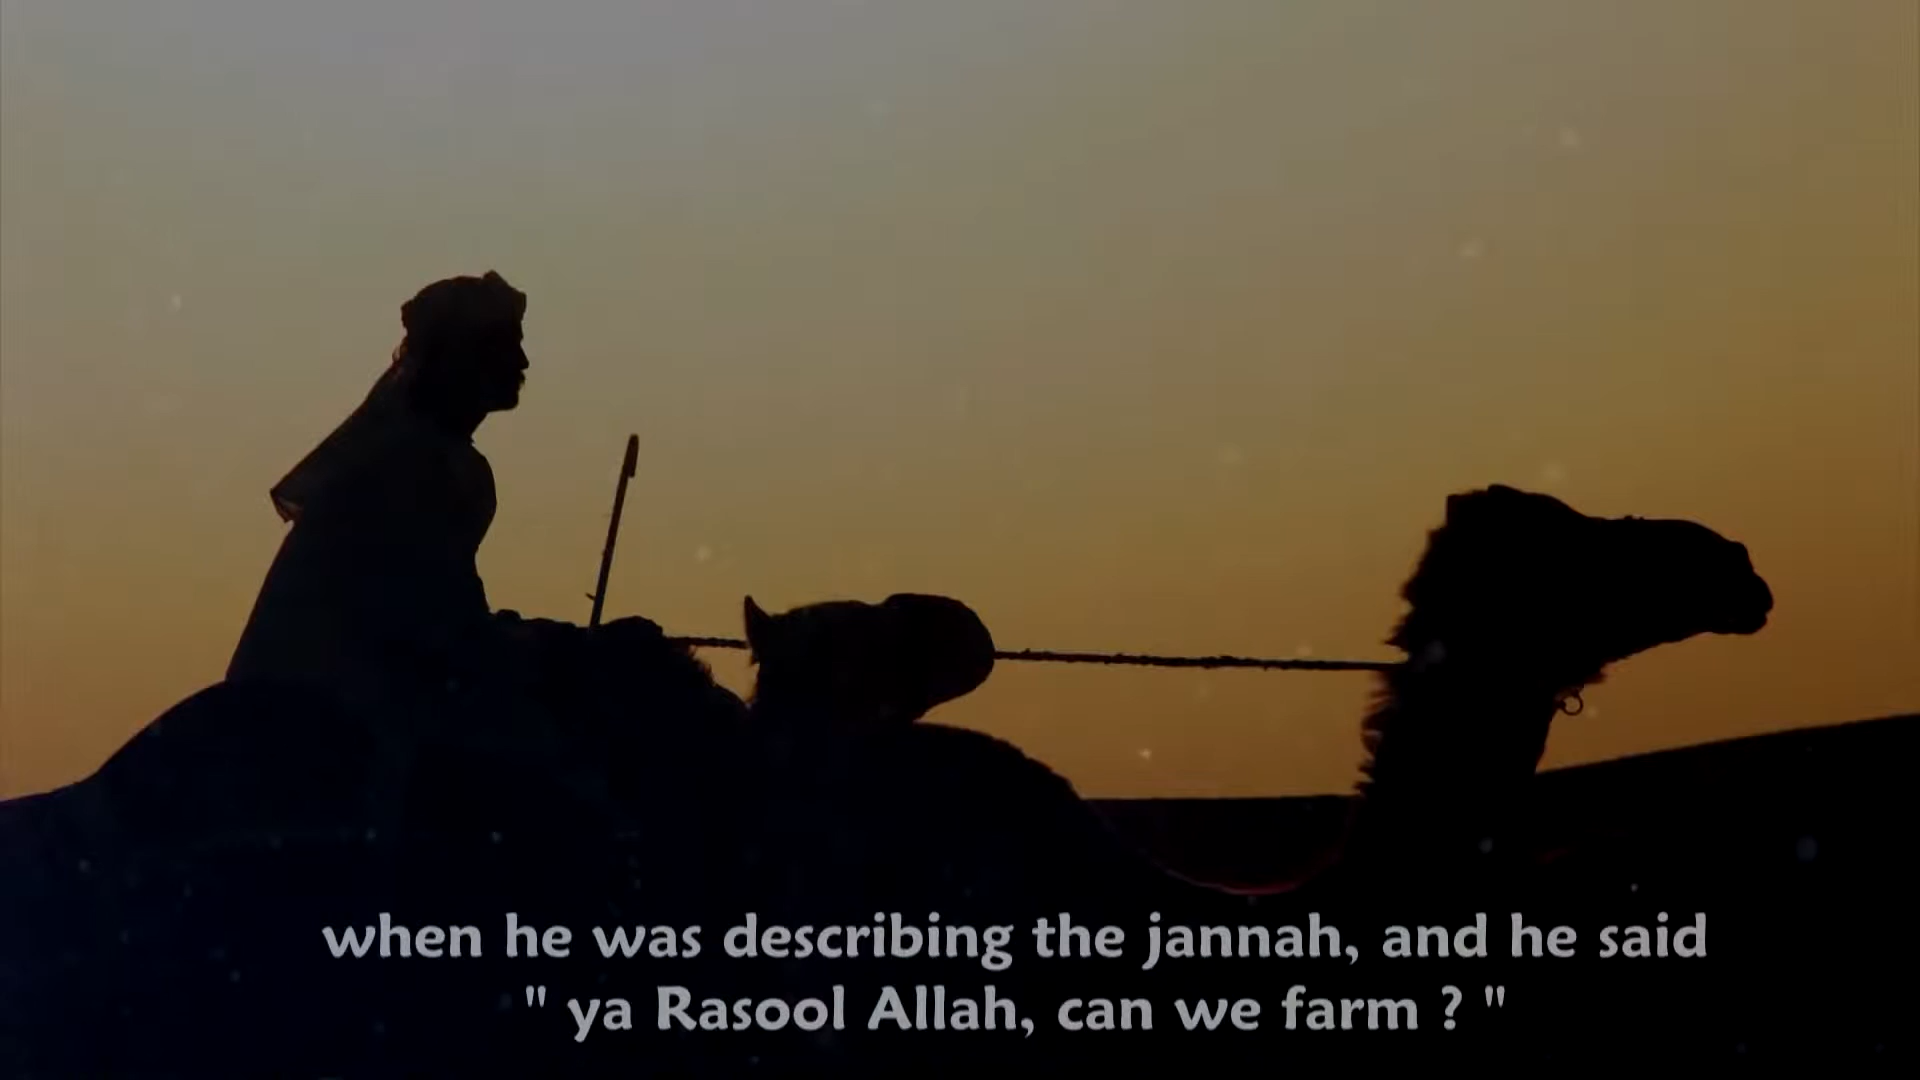 when he was describing the jannah, and he said
" ya Rasool Allah, can we farm ? "